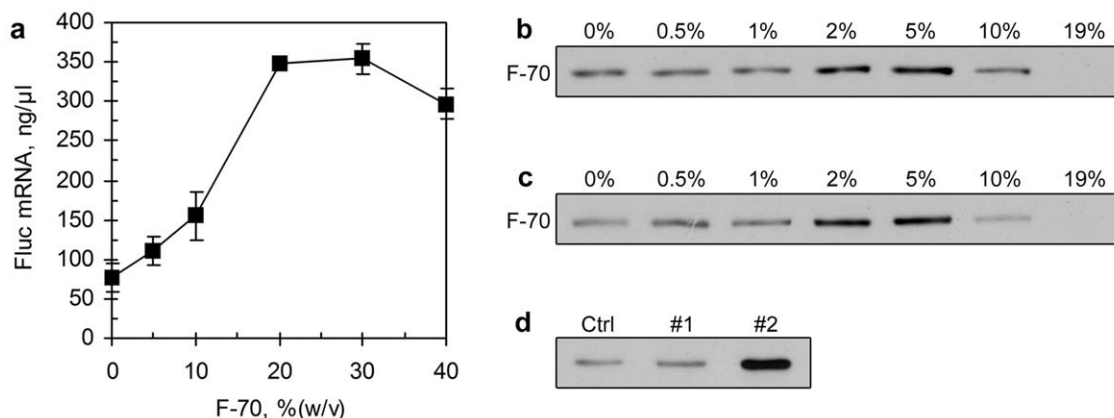 a
Fluc mRNA, ng/µl
400
350
300
250
200
150
100
50
0
0 10 20 30 40
F-70, %(w/v)
b
0% 0.5% 1% 2% 5% 10% 19%
F-70
c
0% 0.5% 1% 2% 5% 10% 19%
F-70
d
Ctrl #1 #2